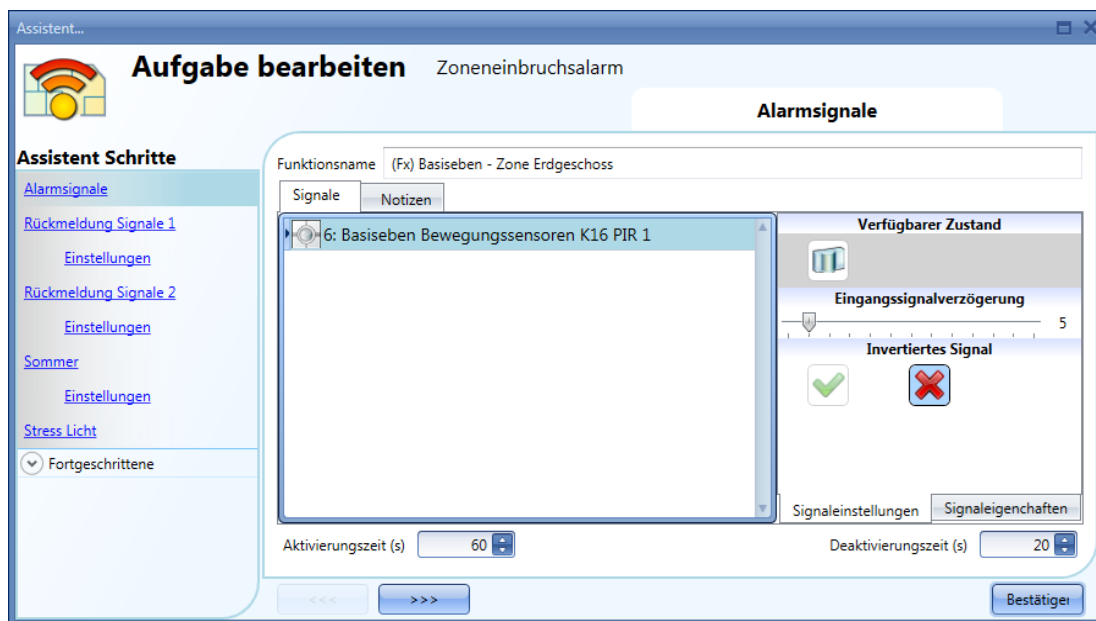 Assistent...
Aufgabe bearbeiten Zoneneinbruchsalarm
Alarmsignale
Assistent Schritte
Alarmsignale
Rückmeldung Signale 1
Einstellungen
Rückmeldung Signale 2
Einstellungen
Sommer
Einstellungen
Stress Licht
Fortgeschrittene
Funktionsname (Fx) Basiseben - Zone Erdgeschoss
Signale Notizen
6: Basiseben Bewegungssensoren K16 PIR 1
Verfügbarer Zustand
Eingangssignalverzögerung
5
Invertiertes Signal
Signaleinstellungen Signaleigenchaften
Aktivierungszeit (s) 60
Deaktivierungszeit (s) 20
<<< >>> Bestätiger